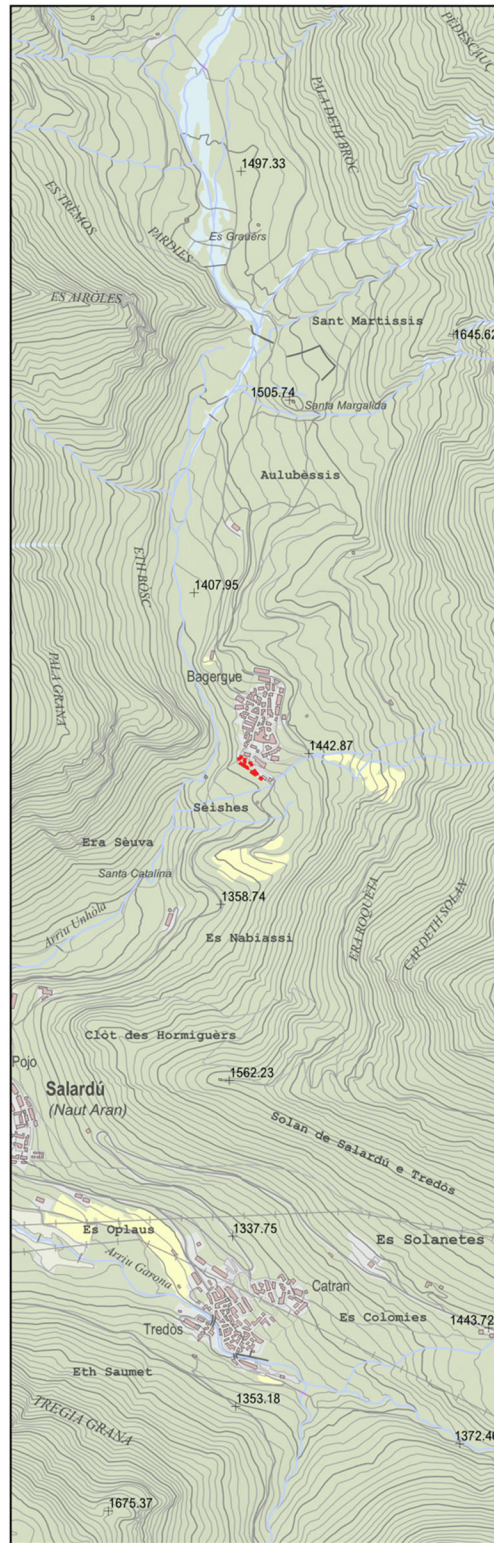 PÈDESCAUÇ
PALA DETH BRÒC
1497.33
ES TRÈMOS
PARDIES
Es Grauèrs
ES AIRÒLES
Sant Martissis
1645.62
1505.74
Santa Margalida
Aulubèssis
ETH BÒSC
1407.95
PALA GRANA
Bagergue
1442.87
Sèishes
Era Sèuva
Santa Catalina
1358.74
ERA ROQUETA
CAP DETH SOLAN
Arriu Unhola
Es Nabiassi
Clòt des Hormiguèrs
Pojo
1562.23
Salardú
(Naut Aran)
Solan de Salardú e Tredòs
Es Oplaus
1337.75
Es Solanetes
Arriu Garona
Catran
Es Colomies
1443.72
Tredòs
Eth Saumet
1353.18
TREGIA GRANA
1372.40
1675.37